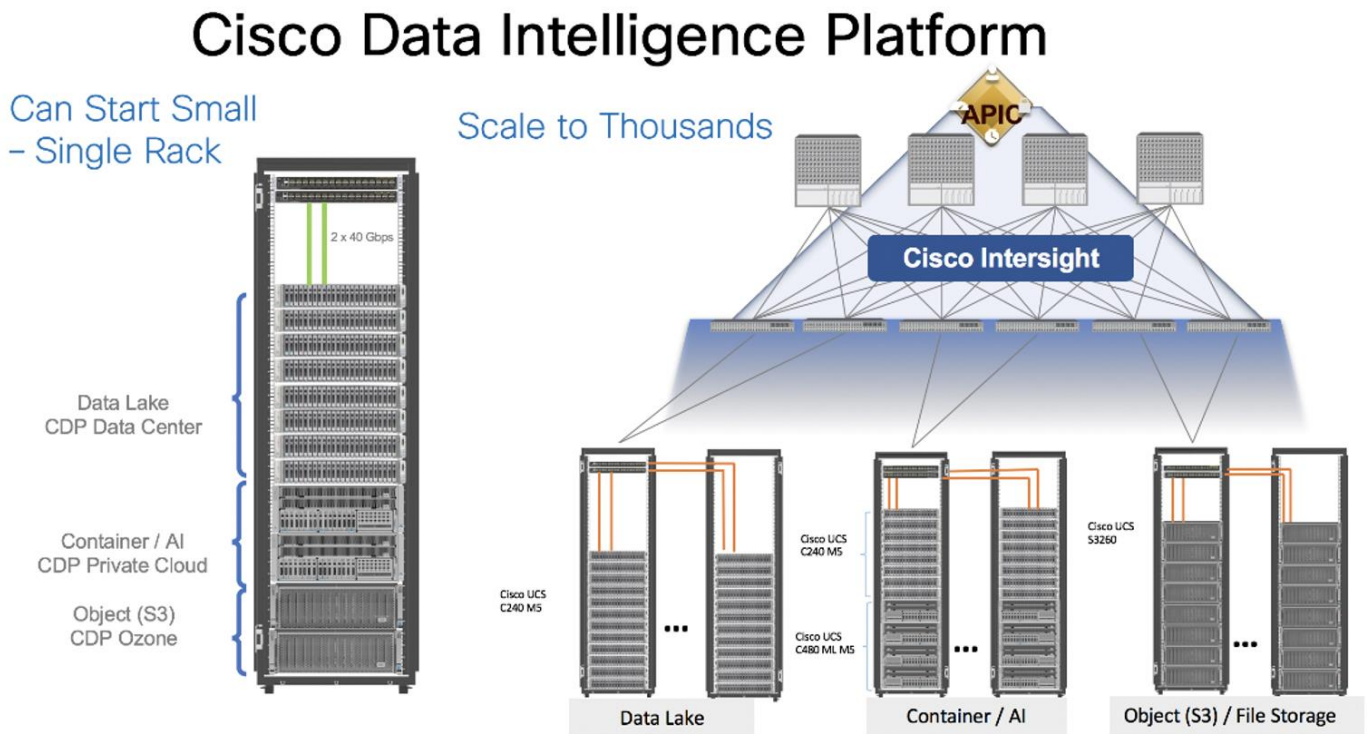 Cisco Data Intelligence Platform
Can Start Small
– Single Rack
2 x 40 Gbps
Data Lake
CDP Data Center
Container / AI
CDP Private Cloud
Object (S3)
CDP Ozone
Scale to Thousands
APIC
Cisco Intersight
Cisco UCS
C240 M5
...
Data Lake
Cisco UCS
C240 M5
Cisco UCS
C480 ML M5
...
Container / AI
Cisco UCS
S3260
...
Object (S3) / File Storage